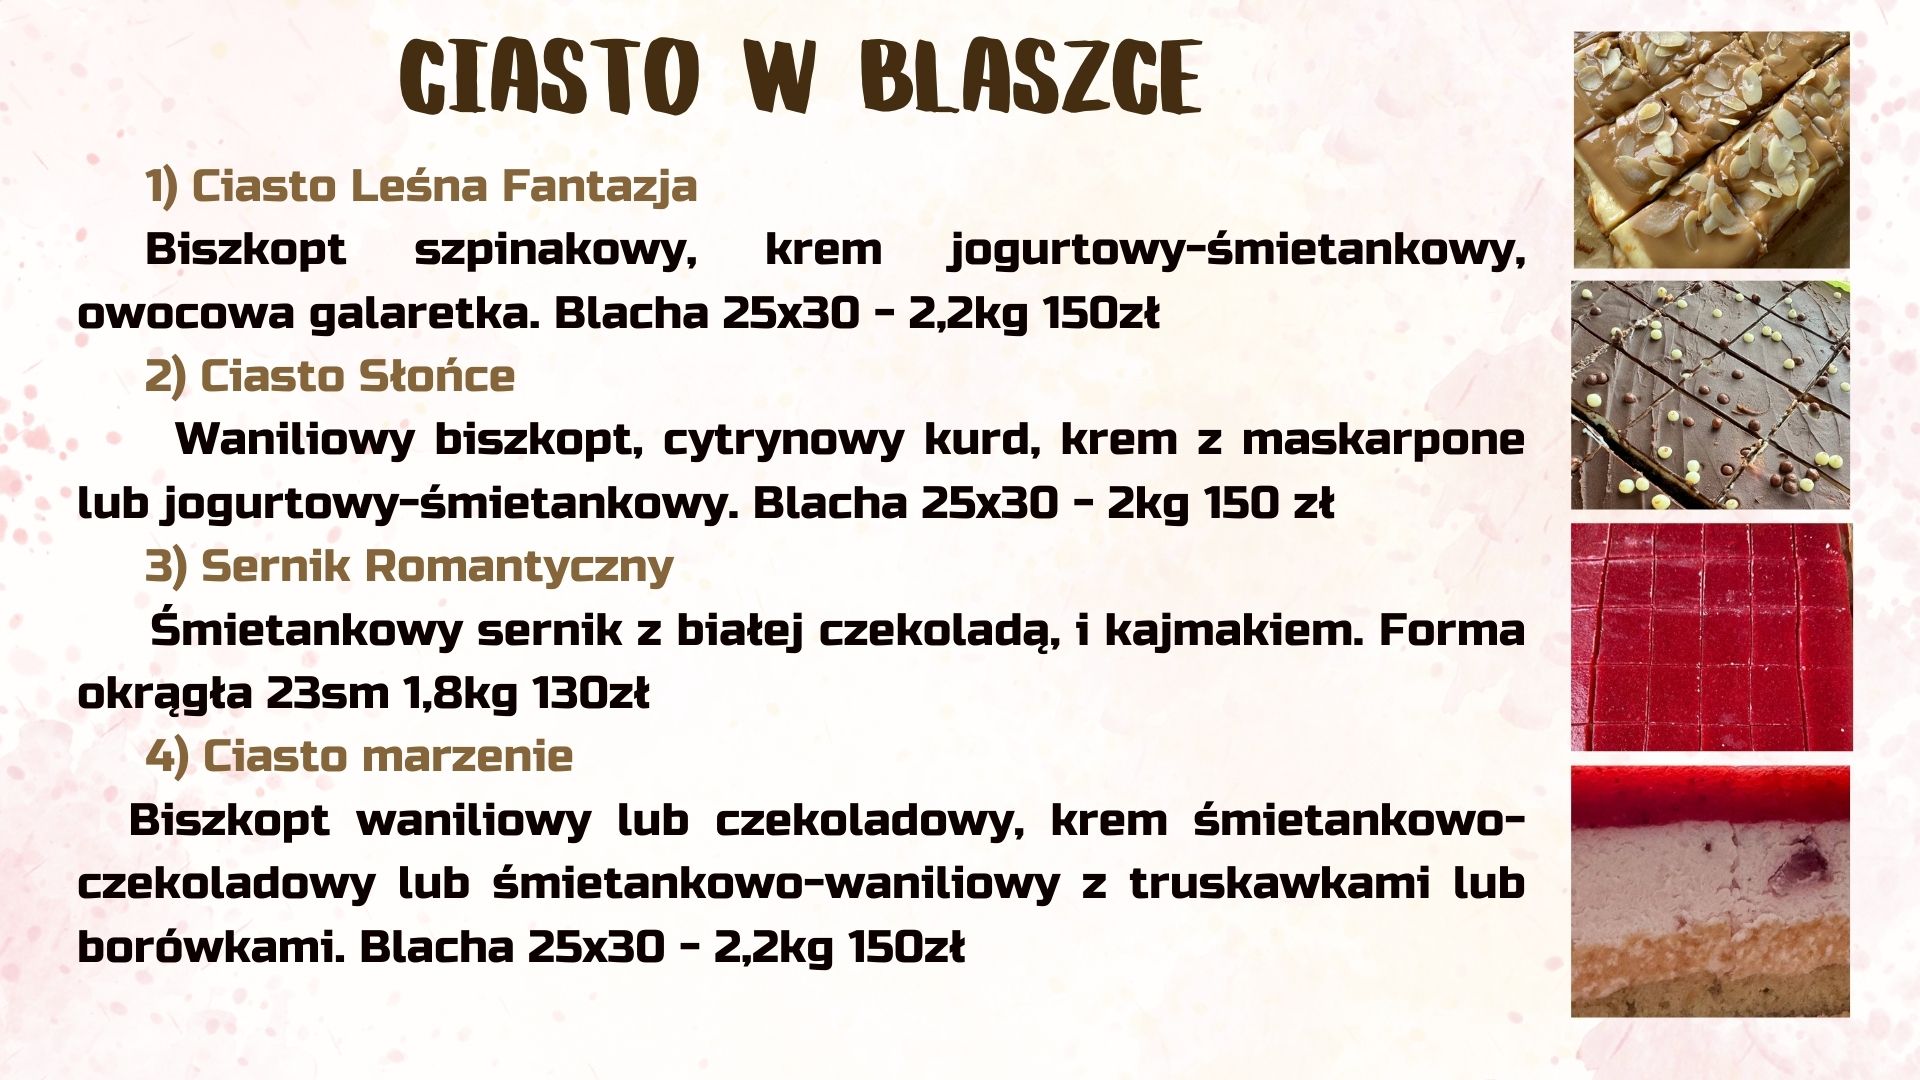 CIASTO W BLASZCE
1) Ciasto Leśna Fantazja
Biszkopt szpinakowy, krem jogurtowy-śmietankowy,
owocowa galaretka. Blacha 25x30 - 2,2kg 150zł
2) Ciasto Słońce
Waniliowy biszkopt, cytrynowy kurd, krem z maskarpone
lub jogurtowy-śmietankowy. Blacha 25x30 - 2kg 150 zł
3) Sernik Romantyczny
Śmietankowy sernik z białej czekoladą, i kajmakiem. Forma
okrągła 23sm 1,8kg 130zł
4) Ciasto marzenie
Biszkopt waniliowy lub czekoladowy, krem śmietankowo-
czekoladowy lub śmietankowo-waniliowy z truskawkami lub
borówkami. Blacha 25x30 - 2,2kg 150zł